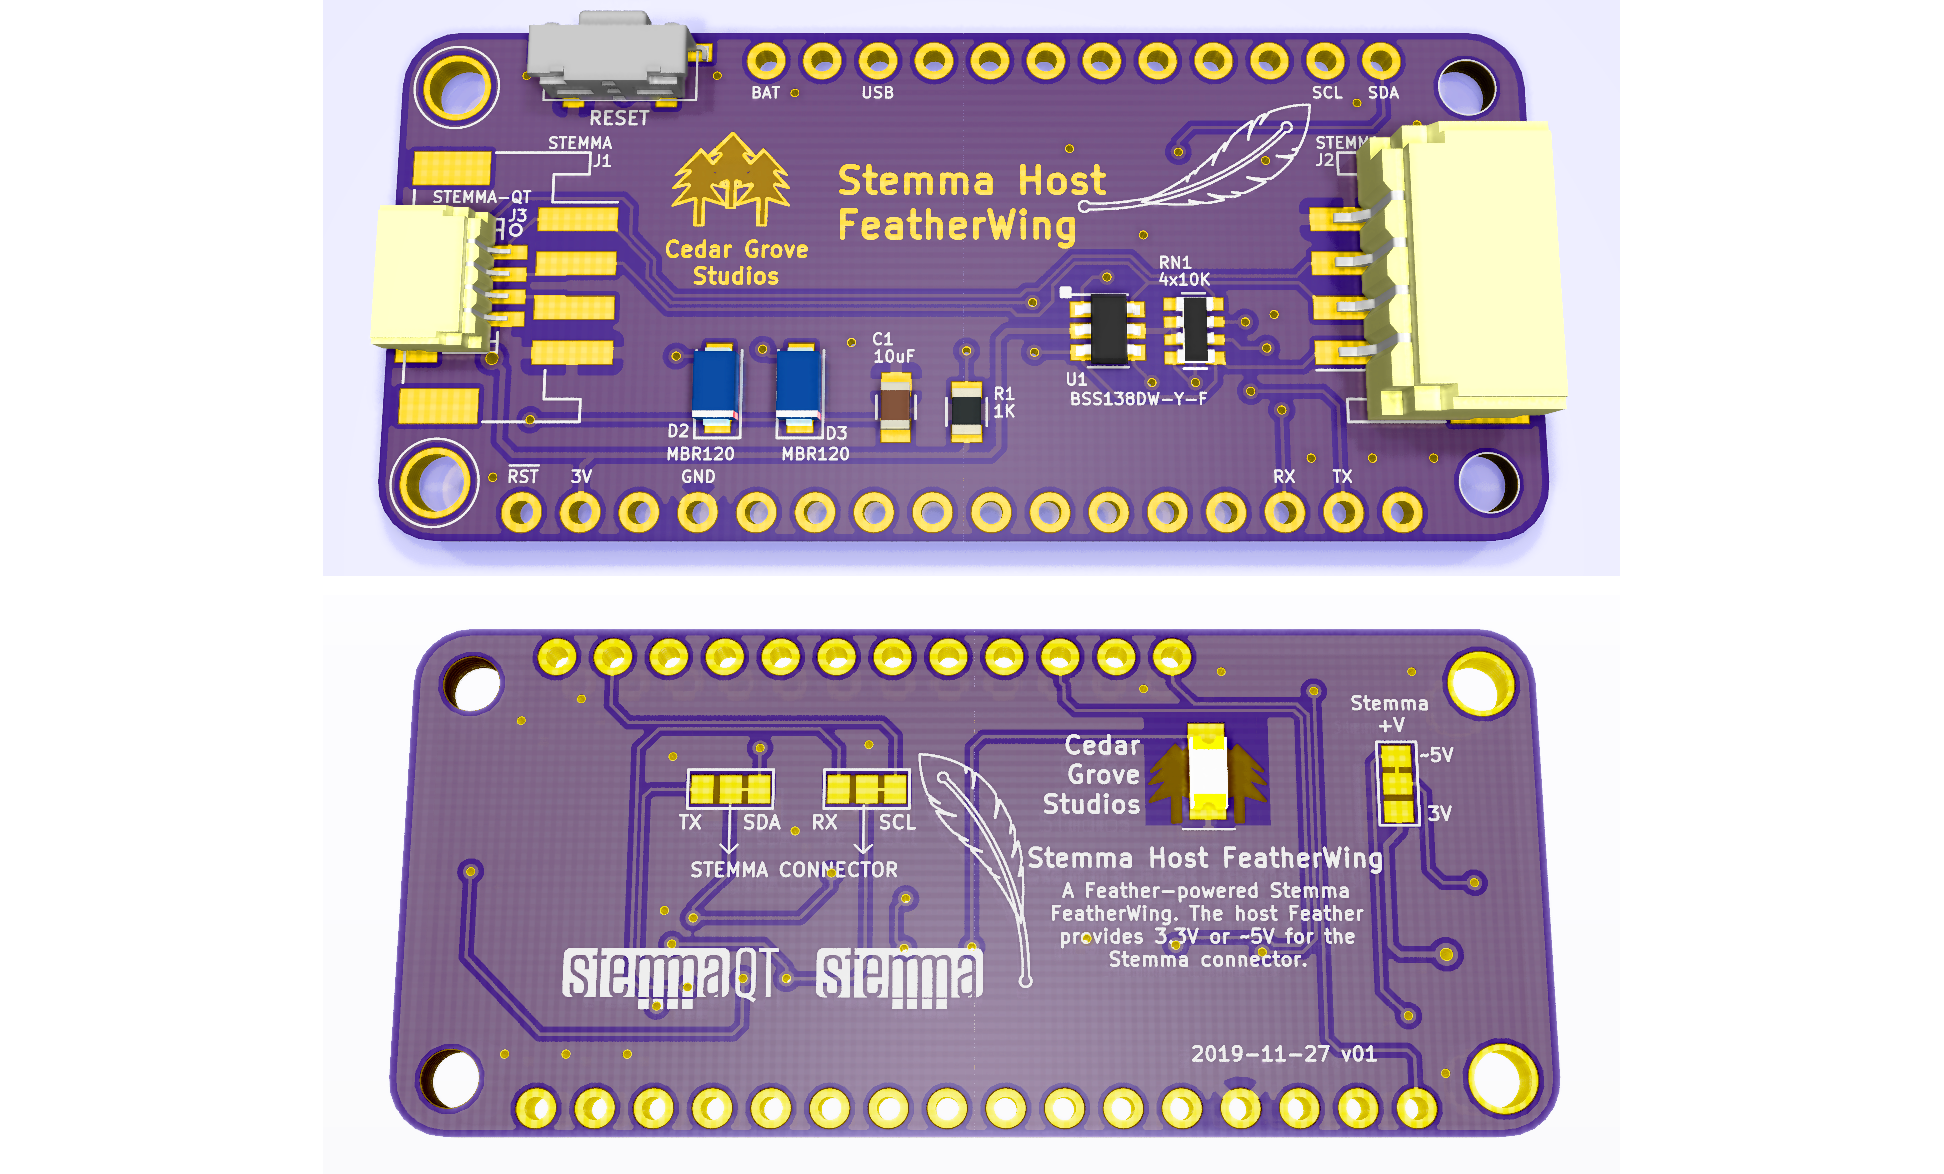 BAT
USB
SCL
SDA
RESET
STEMMA
J1
STEMMA-QT
J3
Cedar Grove
Studios
Stemma Host
FeatherWing
J2
RN1
4x10K
U1
BSS138DW-Y-F
C1
10uF
R1
1K
D2
MBR120
D3
MBR120
RST
3V
GND
RX
TX
Stemma
+V
~5V
3V
Cedar
Grove
Studios
TX SDA RX SCL
STEMMA CONNECTOR
Stemma Host FeatherWing
A Feather-powered Stemma
FeatherWing. The host Feather
provides 3.3V or ~5V for the
Stemma connector.
stemma QT
stemma
2019-11-27 v01